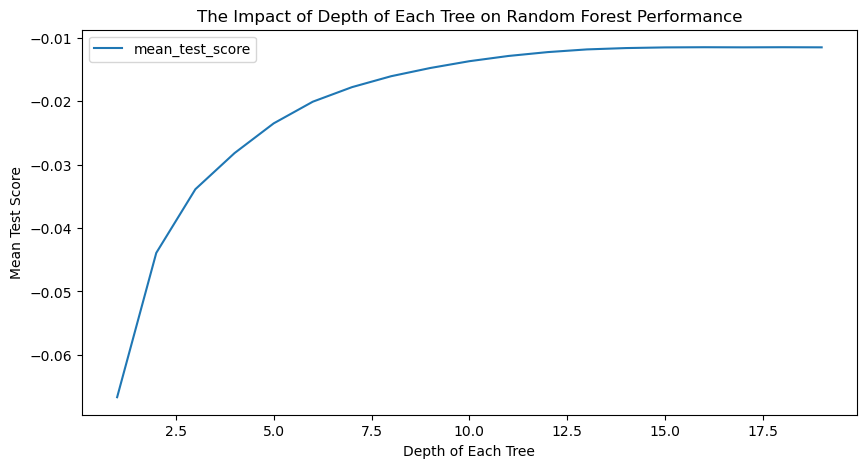 The Impact of Depth of Each Tree on Random Forest Performance
mean_test_score
Mean Test Score
−0.01
−0.02
−0.03
−0.04
−0.05
−0.06
2.5 5.0 7.5 10.0 12.5 15.0 17.5
Depth of Each Tree